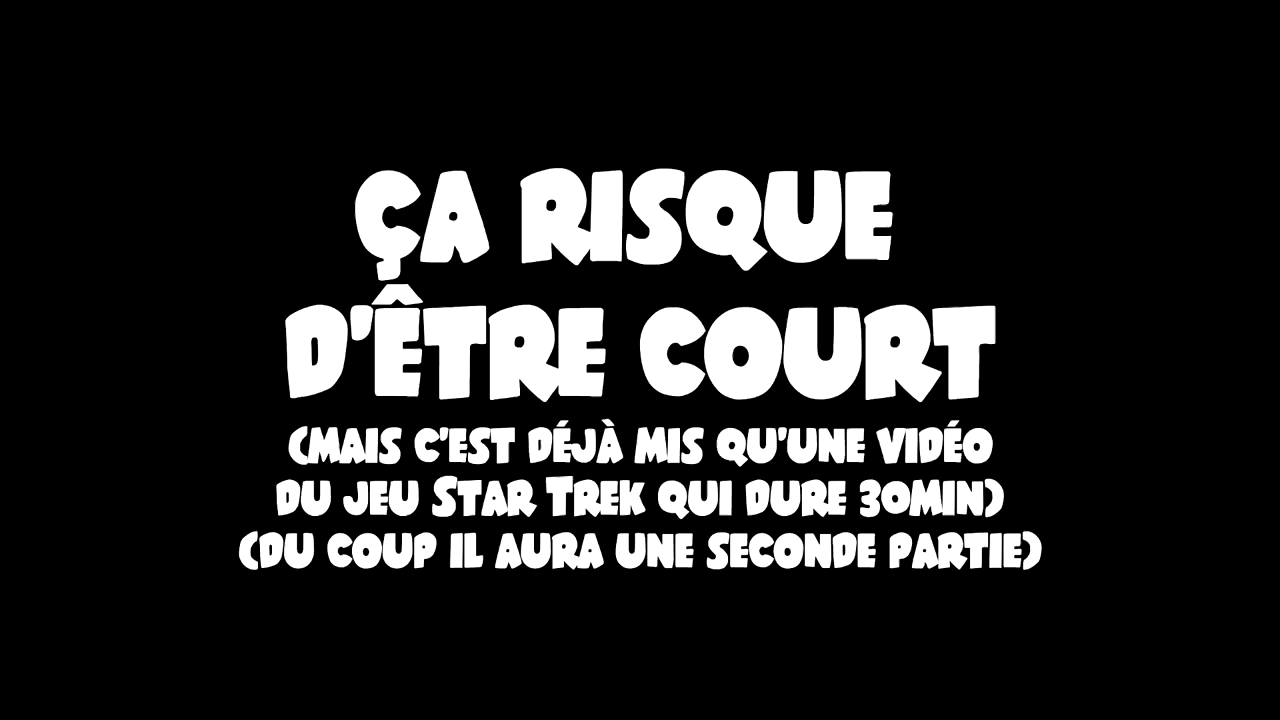 ÇA RISQUE
D'ÊTRE COURT
(MAIS C'EST DÉJÀ MIS QU'UNE VIDÉO
DU JEU STAR TREK QUI DURE 30MIN)
(DU COUP IL AURA UNE SECONDE PARTIE)